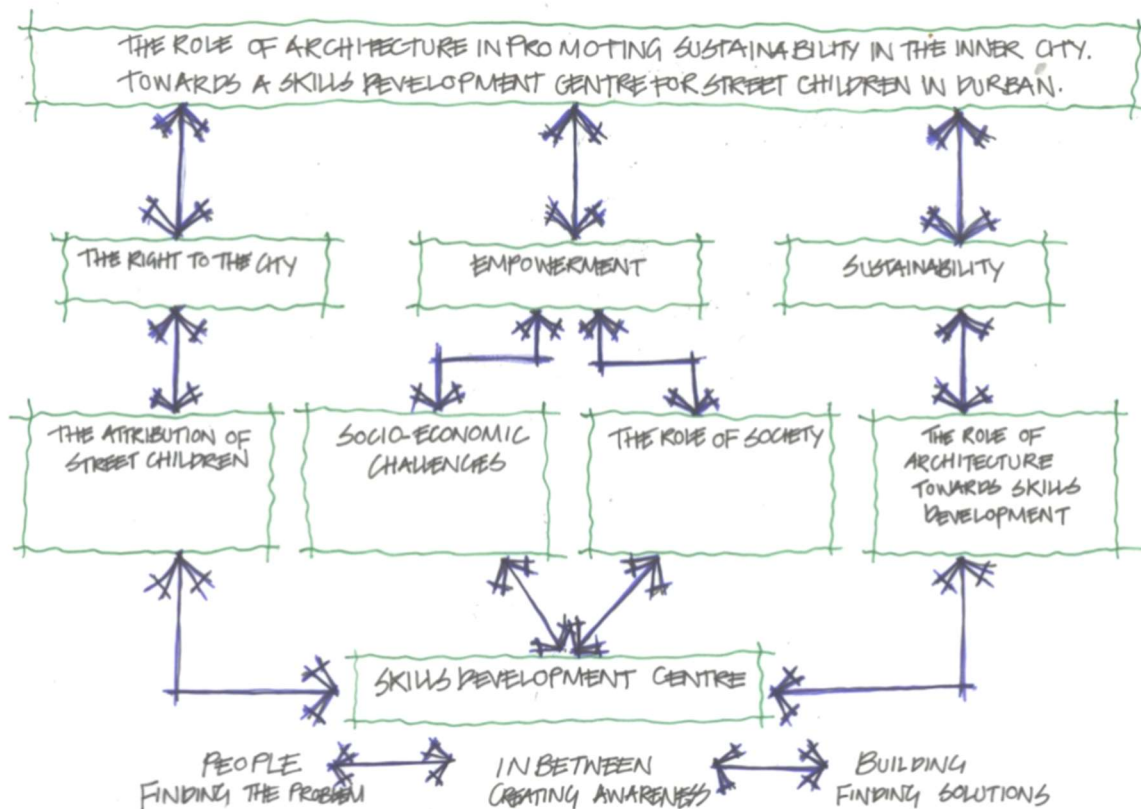 THE ROLE OF ARCHITECTURE IN PROMOTING SUSTAINABILITY IN THE INNER CITY.
TOWARDS A SKILLS DEVELOPMENT CENTRE FOR STREET CHILDREN IN DURBAN.
THE RIGHT TO THE CITY
EMPOWERMENT
SUSTAINABILITY
THE ATTRIBUTION OF
STREET CHILDREN
SOCIO-ECONOMIC
CHALLENGES
THE ROLE OF SOCIETY
THE ROLE OF
ARCHITECTURE
TOWARDS SKILLS
DEVELOPMENT
SKILLS DEVELOPMENT CENTRE
PEOPLE
FINDING THE PROBLEM
IN BETWEEN
CREATING AWARENESS
BUILDING
FINDING SOLUTIONS